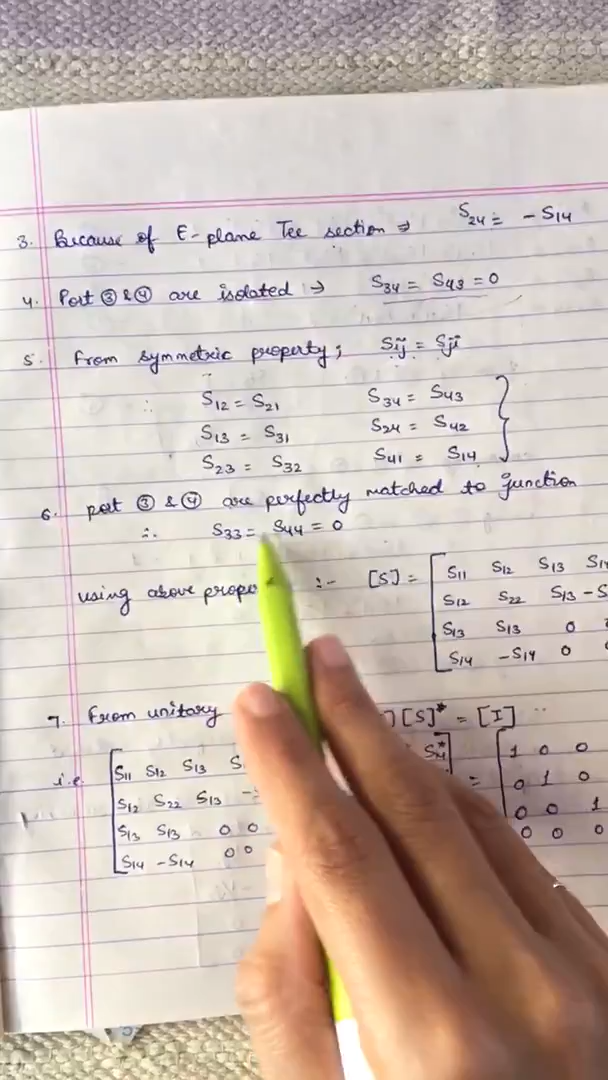 3. Because of E-plane Tee section ⇒ S24 = - S14
4. Port ③ & ④ are isolated → S34 = S43 = 0
5. From symmetric property; Sij = Sji
∴ S12 = S21 S34 = S43
S13 = S31 S24 = S42
S23 = S32 S41 = S14
6. port ③ & ④ are perfectly matched to junction
∴ S33 = S44 = 0
using above :- [S] = [S11 S12 S13
S12 S22 S13
S13 S13 0
S14 -S14 0
7. From unitary [S]* = [I]
i.e. [S11 S12 S13 = [1 0 0
S12 S22 S13 0 1 0
S13 S13 0 0 0 0 1
S14 -S14 0 0 0 0 0